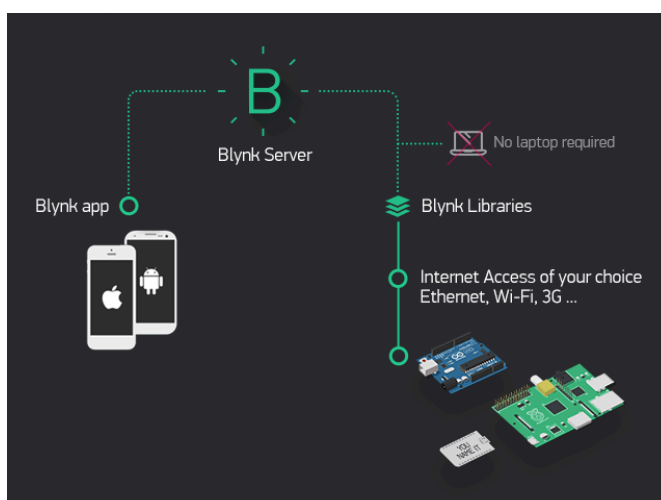 B
Blynk Server
No laptop required
Blynk app
Blynk Libraries
Internet Access of your choice
Ethernet, Wi-Fi, 3G ...
YOU
NAME IT